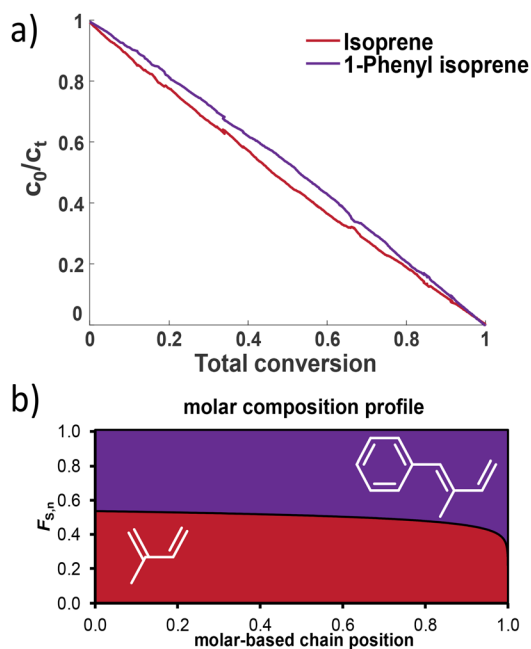 a)
Isoprene
1-Phenyl isoprene
c0/ct
1
0.8
0.6
0.4
0.2
0
0 0.2 0.4 0.6 0.8 1
Total conversion
b)
molar composition profile
FS,n
1.0
0.8
0.6
0.4
0.2
0.0
0.0 0.2 0.4 0.6 0.8 1.0
molar-based chain position